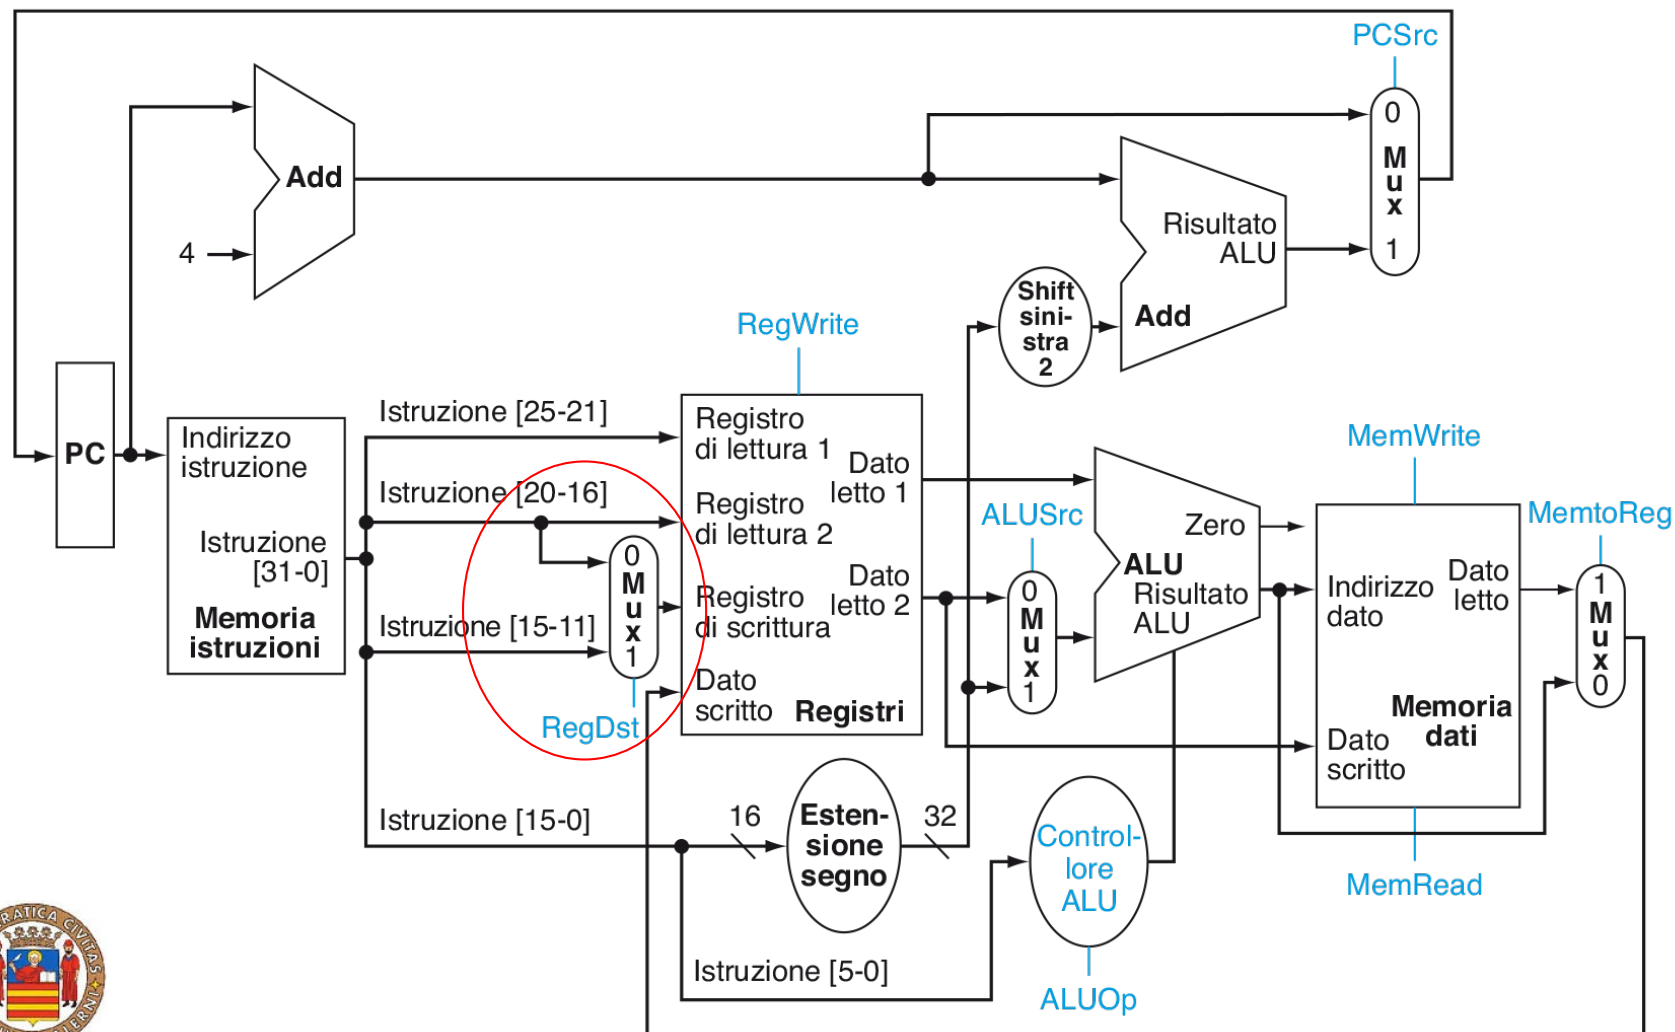 PCSrc
0
M
u
x
1
Add
4
Risultato
ALU
Add
Shift
sini-
stra
2
RegWrite
PC
Indirizzo
istruzione
Istruzione
[31-0]
Memoria
istruzioni
Istruzione [25-21]
Istruzione [20-16]
Istruzione [15-11]
Istruzione [15-0]
0
M
u
x
1
RegDst
Registro
di lettura 1
Registro
di lettura 2
Registro
di scrittura
Dato
scritto
Dato
letto 1
Dato
letto 2
Registri
ALUSrc
0
M
u
x
1
Zero
ALU
Risultato
ALU
MemWrite
Indirizzo
dato
Dato
letto
Memoria
dati
Dato
scritto
MemRead
MemtoReg
1
M
u
x
0
16
Esten-
sione
segno
32
Control-
lore
ALU
ALUOp
Istruzione [5-0]
RATICA CIVITAS